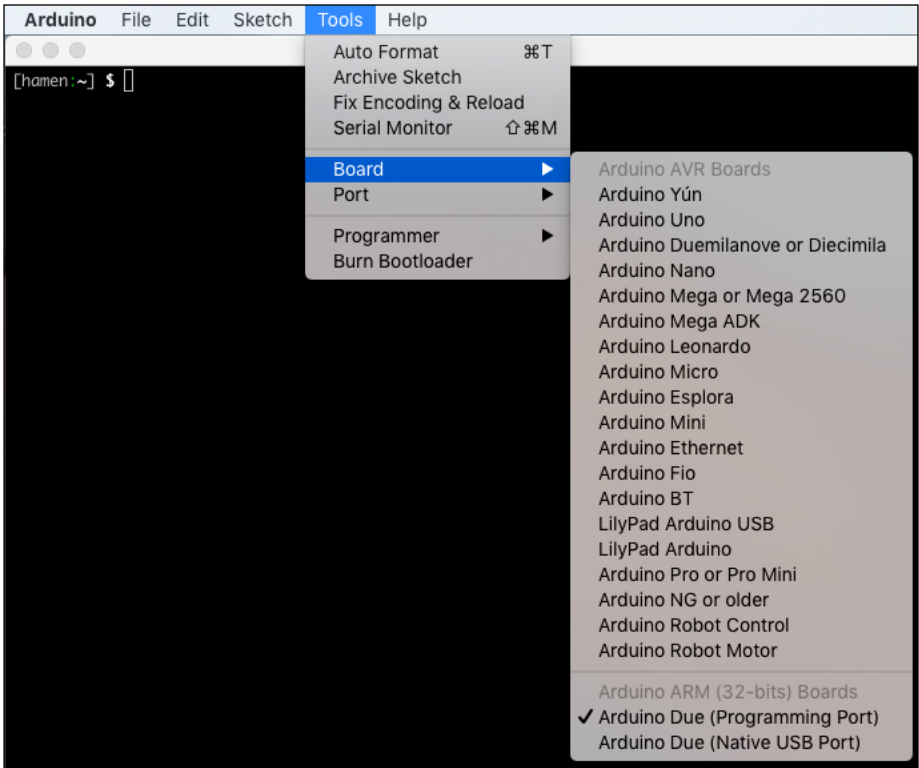 Arduino File Edit Sketch Tools Help
[hamen:~] $
Auto Format ⌘T
Archive Sketch
Fix Encoding & Reload
Serial Monitor ⇧⌘M
Board ▶
Port ▶
Programmer ▶
Burn Bootloader
Arduino AVR Boards
Arduino Yún
Arduino Uno
Arduino Duemilanove or Diecimila
Arduino Nano
Arduino Mega or Mega 2560
Arduino Mega ADK
Arduino Leonardo
Arduino Micro
Arduino Esplora
Arduino Mini
Arduino Ethernet
Arduino Fio
Arduino BT
LilyPad Arduino USB
LilyPad Arduino
Arduino Pro or Pro Mini
Arduino NG or older
Arduino Robot Control
Arduino Robot Motor
Arduino ARM (32-bits) Boards
✓ Arduino Due (Programming Port)
Arduino Due (Native USB Port)